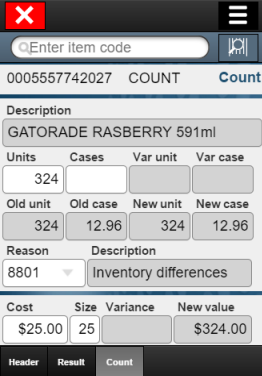 Enter item code
0005557742027 COUNT Count
Description
GATORADE RASBERRY 591ml
Units Cases Var unit Var case
324
Old unit Old case New unit New case
324 12.96 324 12.96
Reason Description
8801 Inventory differences
Cost Size Variance New value
$25.00 25 $324.00
Header Result Count